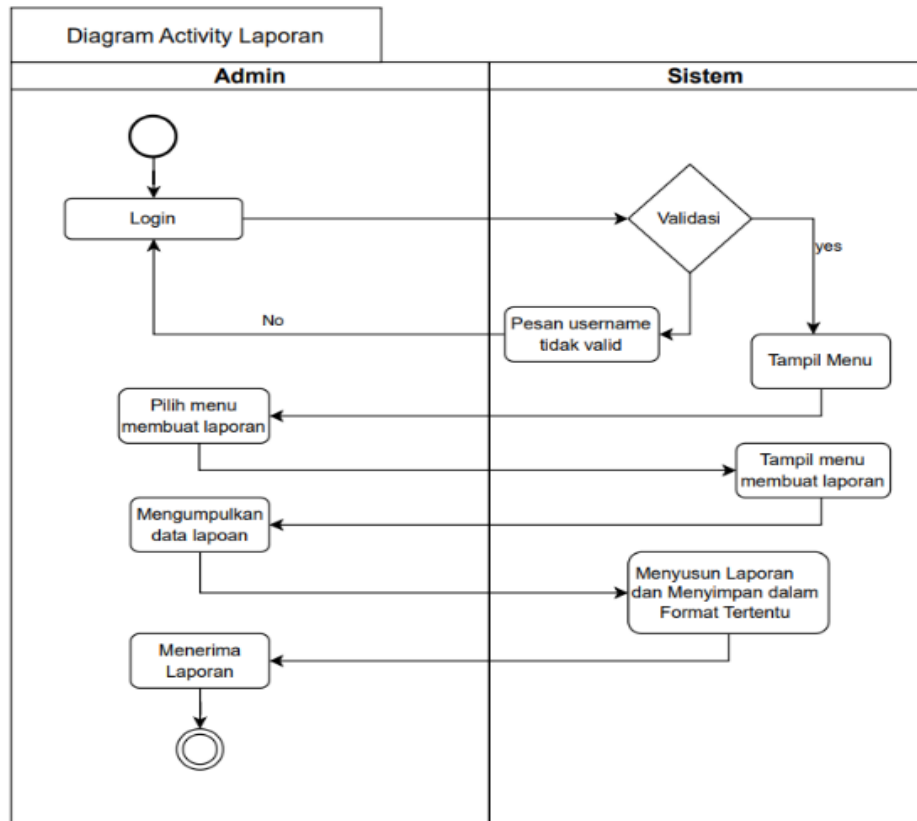 Diagram Activity Laporan
Admin
Sistem
Login
Validasi
yes
No
Pesan username
tidak valid
Tampil Menu
Pilih menu
membuat laporan
Tampil menu
membuat laporan
Mengumpulkan
data lapoan
Menyusun Laporan
dan Menyimpan dalam
Format Tertentu
Menerima
Laporan